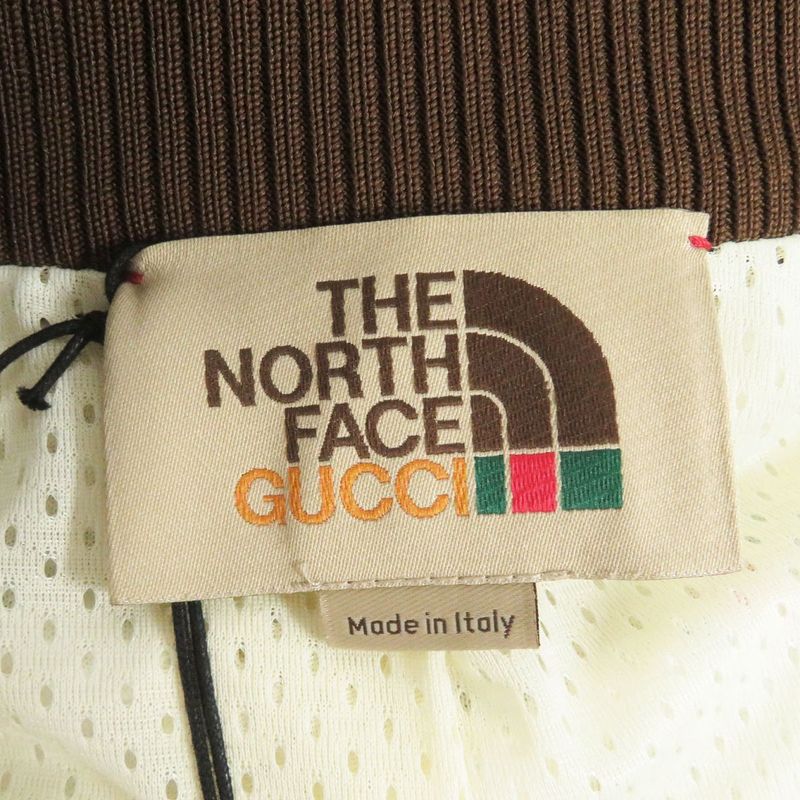 THE
NORTH
FACE
GUCCI
Made in Italy